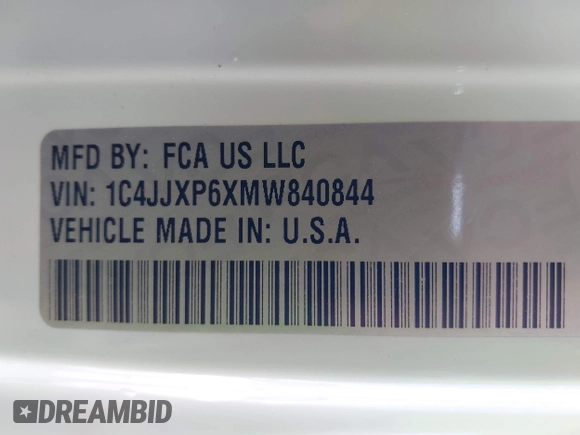 MFD BY: FCA US LLC
VIN: 1C4JJXP6XMW840844
VEHICLE MADE IN: U.S.A.
DREAMBID